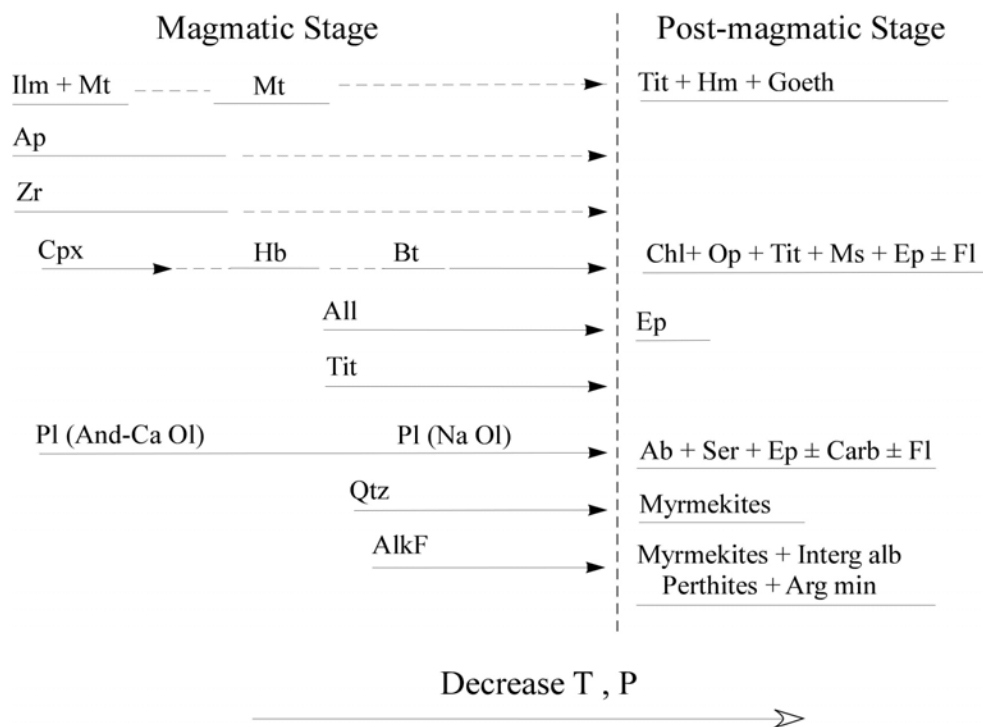 Magmatic Stage Post-magmatic Stage
Ilm + Mt Mt Tit + Hm + Goeth
Ap
Zr
Cpx Hb Bt Chl+ Op + Tit + Ms + Ep ± Fl
All Ep
Tit
Pl (And-Ca Ol) Pl (Na Ol) Ab + Ser + Ep ± Carb ± Fl
Qtz Myrmekites
AlkF Myrmekites + Interg alb
Perthites + Arg min
Decrease T , P